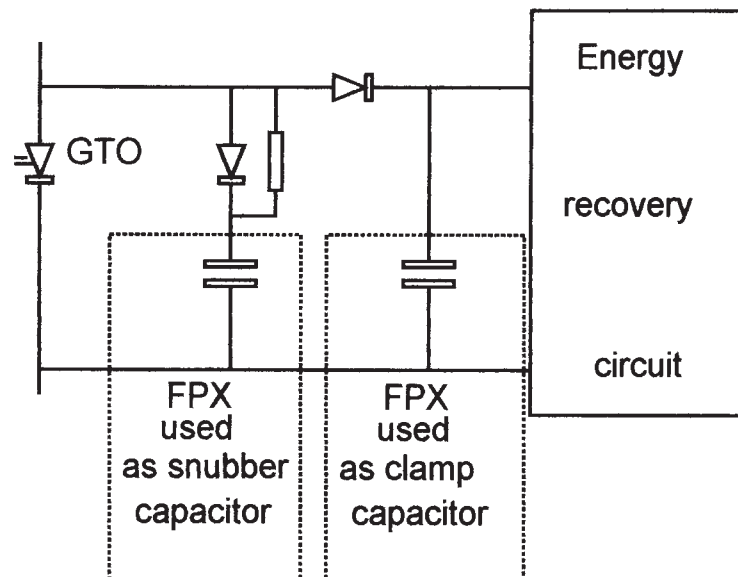 Energy
recovery
circuit
GTO
FPX
used
as snubber
capacitor
FPX
used
as clamp
capacitor